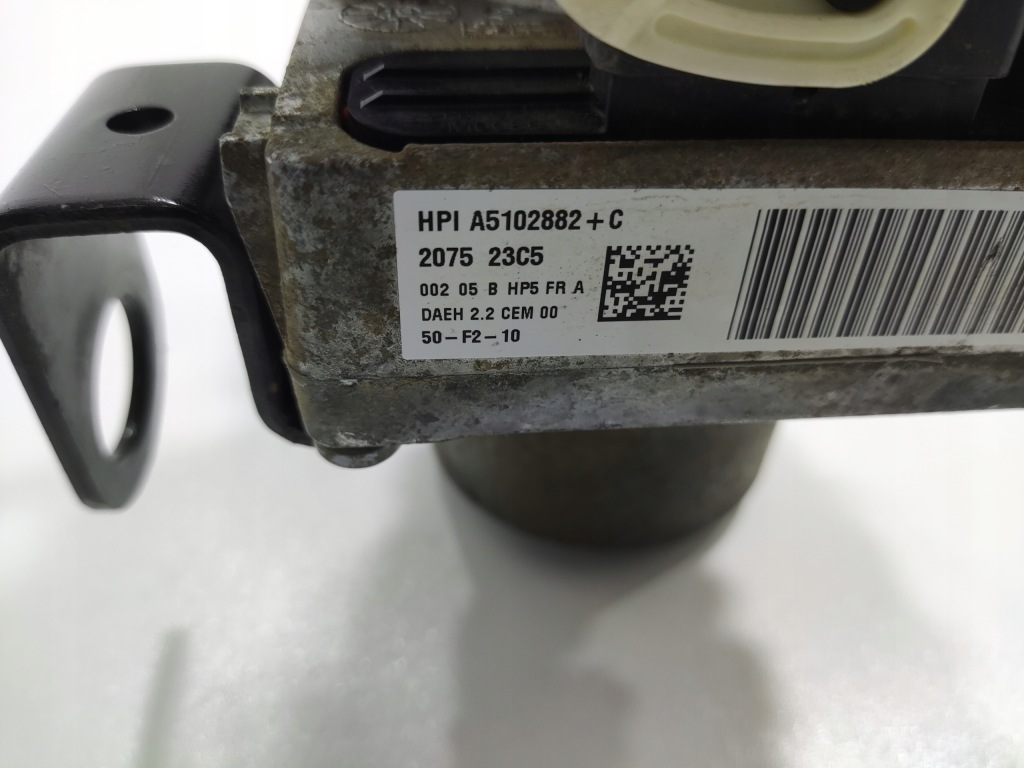 HPI A5102882+C
2075 23C5
002 05 B HP5 FR A
DAEH 2.2 CEM 00
50-F2-10